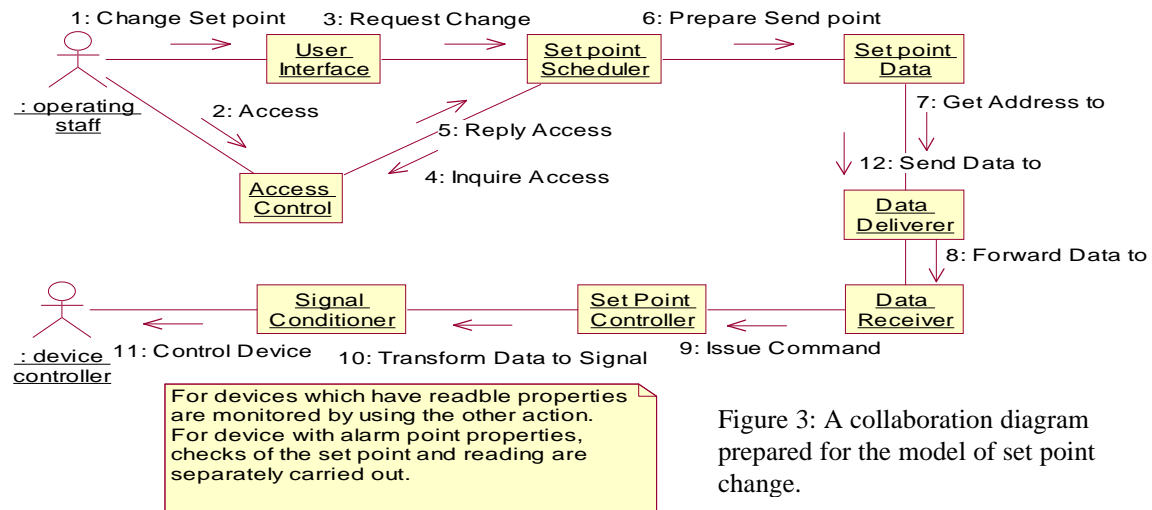 1: Change Set point
3: Request Change
6: Prepare Send point
User
Interface
Set point
Scheduler
Set point
Data
: operating
staff
2: Access
5: Reply Access
4: Inquire Access
7: Get Address to
12: Send Data to
Access
Control
Data
Deliverer
8: Forward Data to
Signal
Conditioner
Set Point
Controller
Data
Receiver
: device
controller
11: Control Device
10: Transform Data to Signal
9: Issue Command
For devices which have readble properties
are monitored by using the other action.
For device with alarm point properties,
checks of the set point and reading are
separately carried out.
Figure 3: A collaboration diagram
prepared for the model of set point
change.